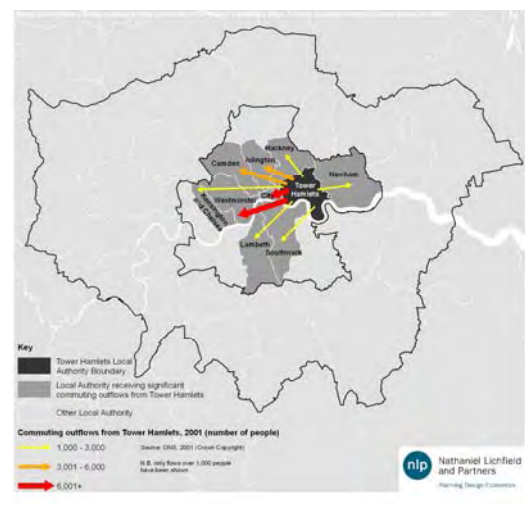 Hackney
Islington
Camden
Newham
Tower
Hamlets
City
Westminster
Kensington
and Chelsea
Lambeth
Southwark
Key
Tower Hamlets Local
Authority Boundary
Local Authority receiving significant
commuting outflows from Tower Hamlets
Other Local Authority
Commuting outflows from Tower Hamlets, 2001 (number of people)
1,000 - 3,000
Source: ONS, 2001 (Crown Copyright)
3,001 - 6,000
N.B. only flows over 1,000 people
have been shown
6,001+
nlp
Nathaniel Lichfield
and Partners
Planning Design Economics